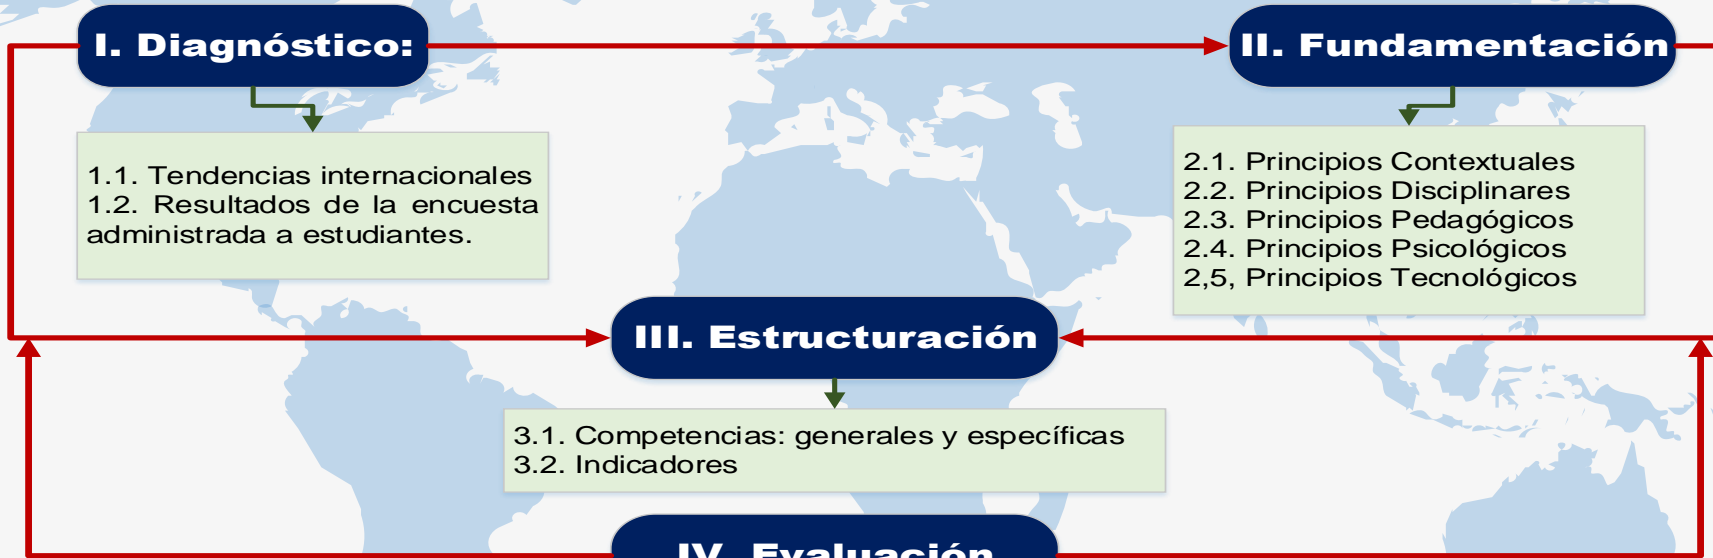 I. Diagnóstico:
II. Fundamentación
1.1. Tendencias internacionales
1.2. Resultados de la encuesta
administrada a estudiantes.
2.1. Principios Contextuales
2.2. Principios Disciplinares
2.3. Principios Pedagógicos
2.4. Principios Psicológicos
2,5, Principios Tecnológicos
III. Estructuración
3.1. Competencias: generales y específicas
3.2. Indicadores
IV. Evaluación